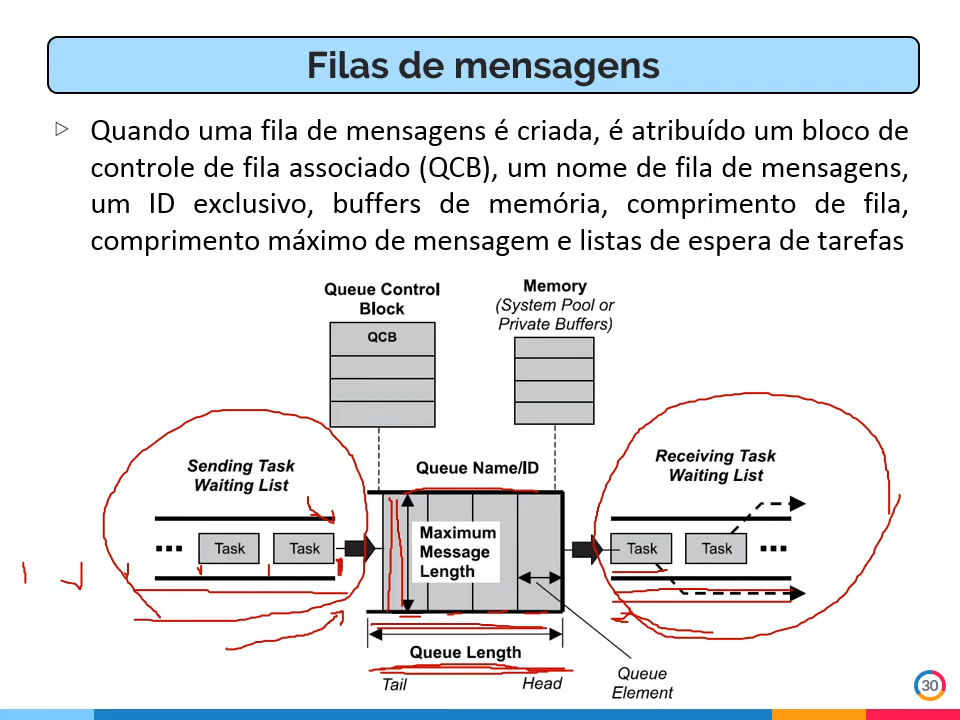 Filas de mensagens
Quando uma fila de mensagens é criada, é atribuído um bloco de
controle de fila associado (QCB), um nome de fila de mensagens,
um ID exclusivo, buffers de memória, comprimento de fila,
comprimento máximo de mensagem e listas de espera de tarefas
Queue Control
Block
QCB
Memory
(System Pool or
Private Buffers)
Sending Task
Waiting List
Queue Name/ID
Receiving Task
Waiting List
... Task Task
Maximum
Message
Length
Task Task ...
Queue Length
Tail Head
Queue
Element
30